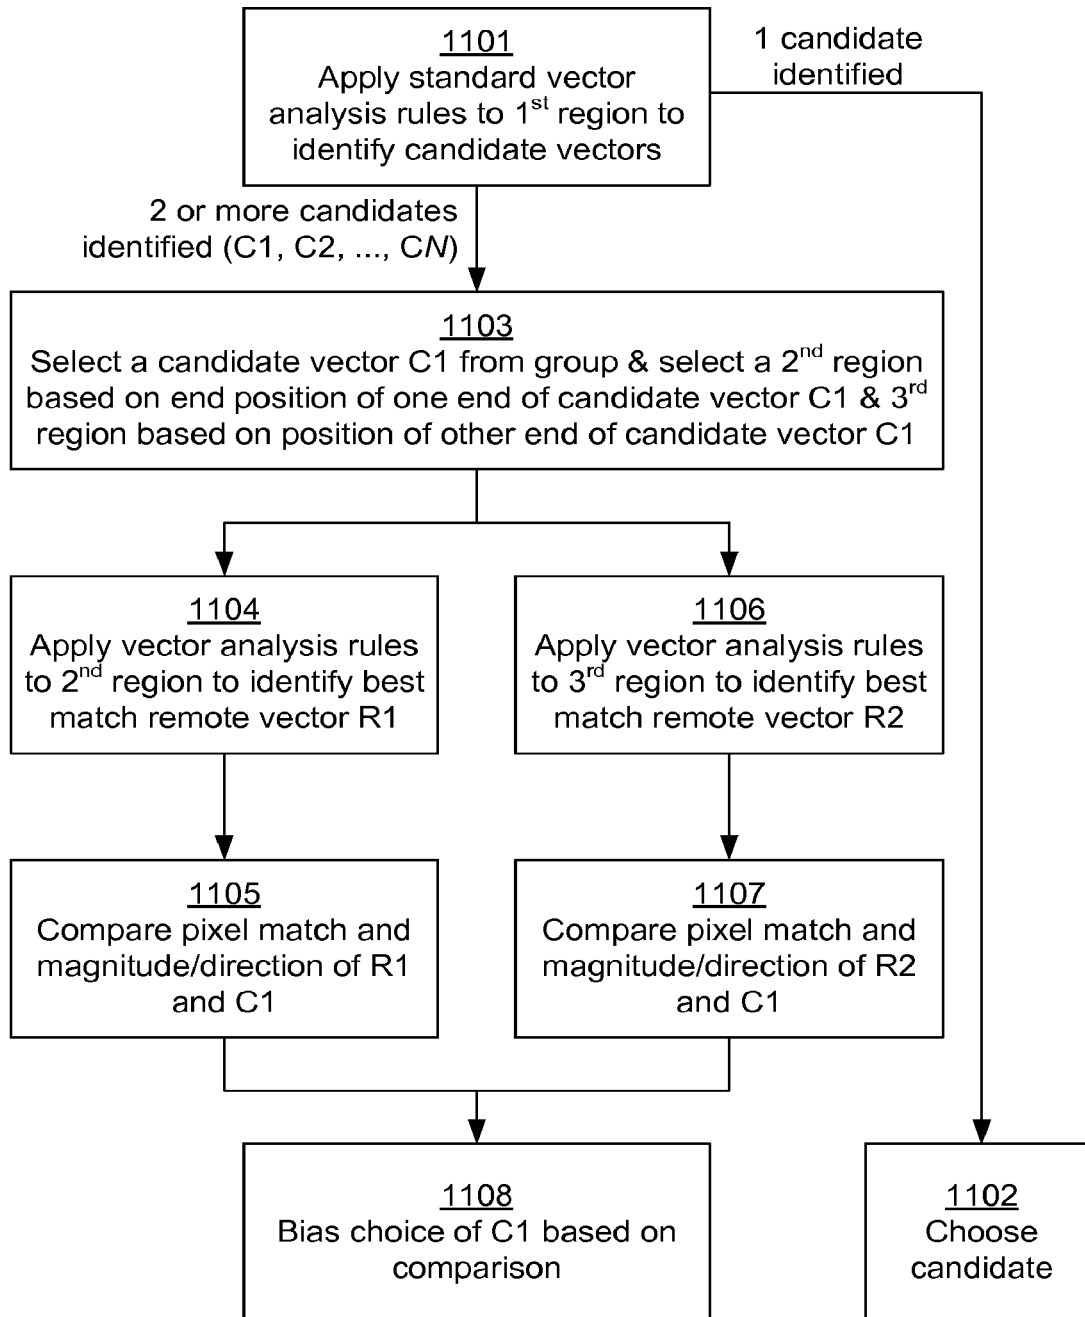 1101
Apply standard vector
analysis rules to 1st region to
identify candidate vectors
1 candidate
identified
2 or more candidates
identified (C1, C2, ..., CN)
1103
Select a candidate vector C1 from group & select a 2nd region
based on end position of one end of candidate vector C1 & 3rd
region based on position of other end of candidate vector C1
1104
Apply vector analysis rules
to 2nd region to identify best
match remote vector R1
1106
Apply vector analysis rules
to 3rd region to identify best
match remote vector R2
1105
Compare pixel match and
magnitude/direction of R1
and C1
1107
Compare pixel match and
magnitude/direction of R2
and C1
1108
Bias choice of C1 based on
comparison
1102
Choose
candidate